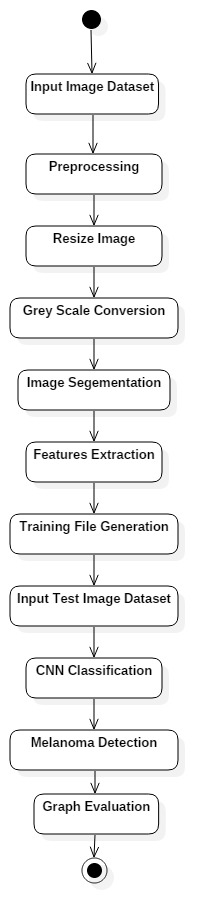 Input Image Dataset
Preprocessing
Resize Image
Grey Scale Conversion
Image Segementation
Features Extraction
Training File Generation
Input Test Image Dataset
CNN Classification
Melanoma Detection
Graph Evaluation